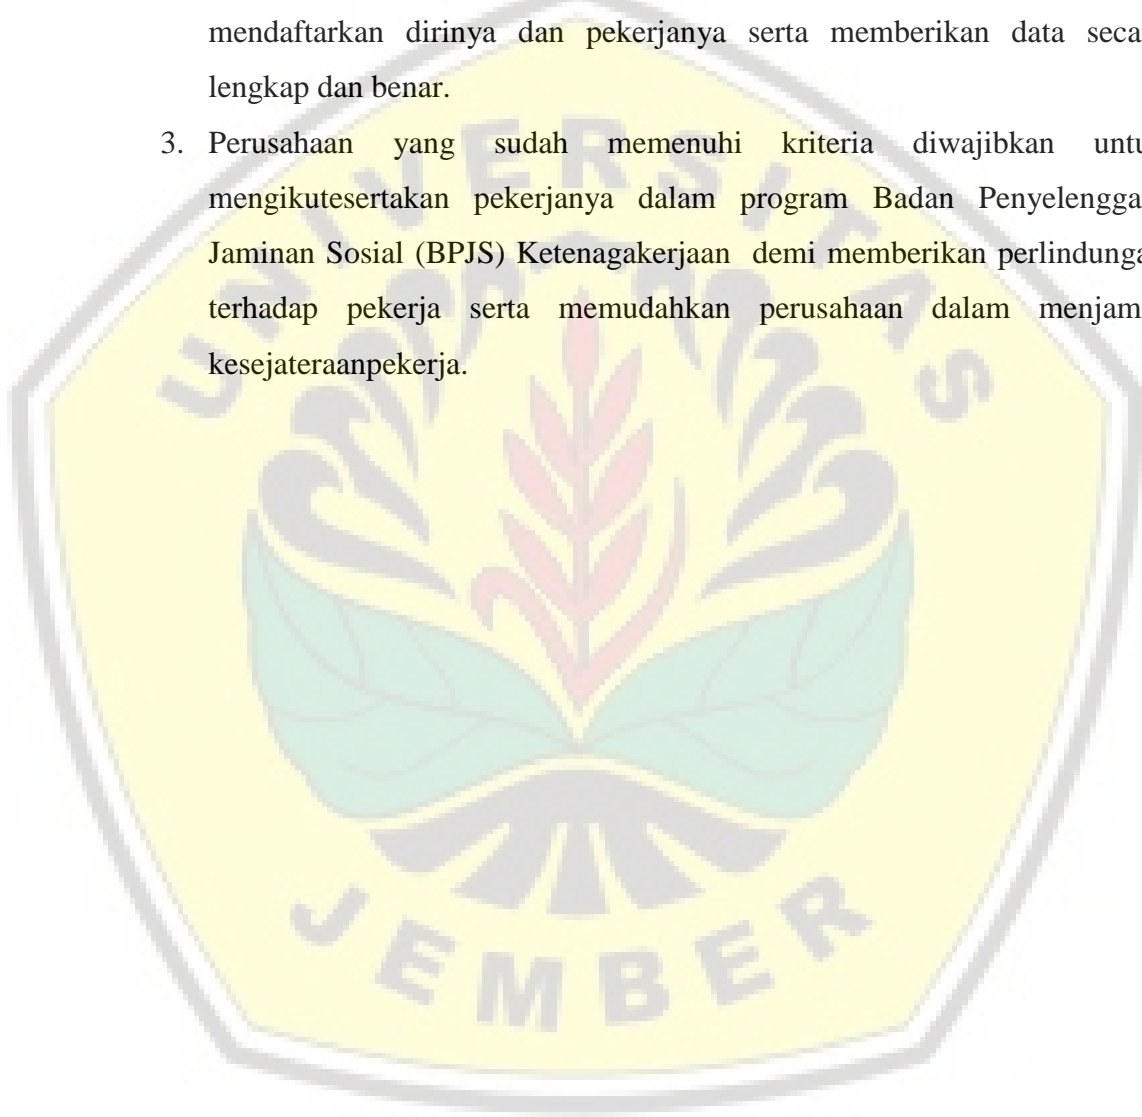 mendaftarkan dirinya dan pekerjanya serta memberikan data seca
lengkap dan benar.
3. Perusahaan yang sudah memenuhi kriteria diwajibkan untu
mengikutesertakan pekerjanya dalam program Badan Penyelengga
Jaminan Sosial (BPJS) Ketenagakerjaan demi memberikan perlindunga
terhadap pekerja serta memudahkan perusahaan dalam menjam
kesejateraanpekerja.
UNIVERSITAS
JEMBER